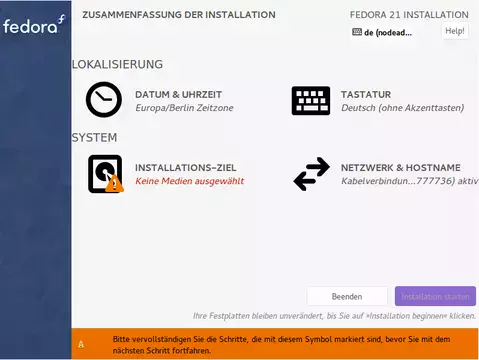 fedora
ZUSAMMENFASSUNG DER INSTALLATION
FEDORA 21 INSTALLATION
de (nodead...
Help!
LOKALISIERUNG
DATUM & UHRZEIT
Europa/Berlin Zeitzone
TASTATUR
Deutsch (ohne Akzenttasten)
SYSTEM
INSTALLATIONS-ZIEL
Keine Medien ausgewählt
NETZWERK & HOSTNAME
Kabelverbindun...777736) aktiv
Beenden
Installation starten
Ihre Festplatten bleiben unverändert, bis Sie auf »Installation beginnen« klicken.
Bitte vervollständigen Sie die Schritte, die mit diesem Symbol markiert sind, bevor Sie mit dem
nächsten Schritt fortfahren.